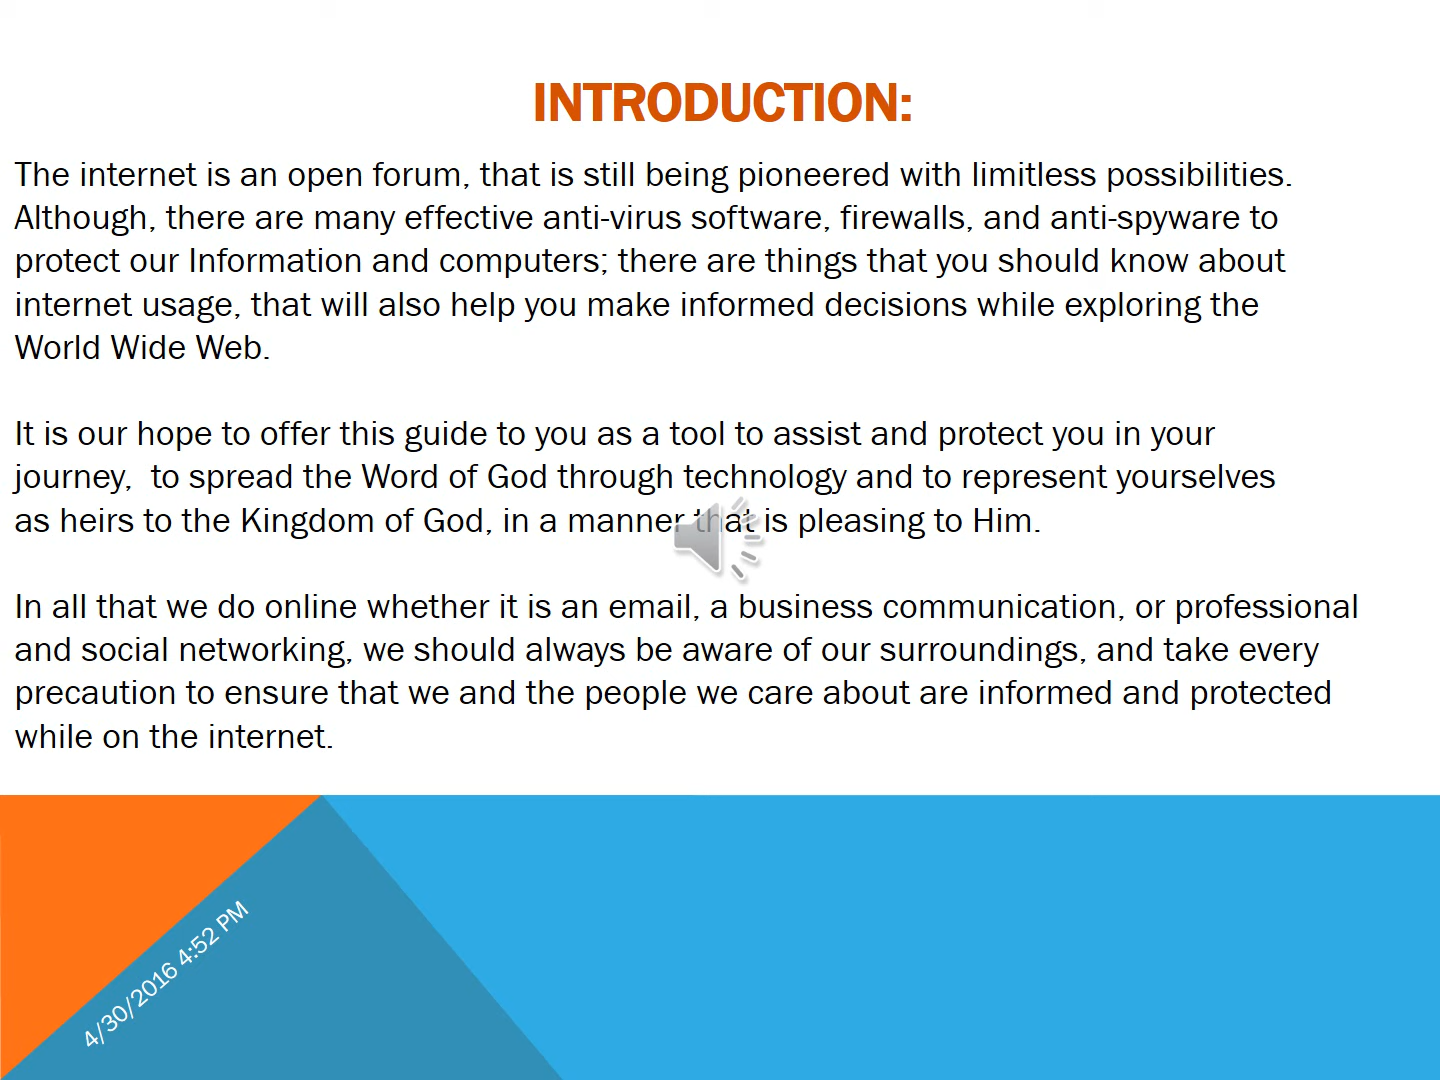 INTRODUCTION:
The internet is an open forum, that is still being pioneered with limitless possibilities.
Although, there are many effective anti-virus software, firewalls, and anti-spyware to
protect our Information and computers; there are things that you should know about
internet usage, that will also help you make informed decisions while exploring the
World Wide Web.
It is our hope to offer this guide to you as a tool to assist and protect you in your
journey,  to spread the Word of God through technology and to represent yourselves
as heirs to the Kingdom of God, in a manner that is pleasing to Him.
In all that we do online whether it is an email, a business communication, or professional
and social networking, we should always be aware of our surroundings, and take every
precaution to ensure that we and the people we care about are informed and protected
while on the internet.
4/30/2016 4:52 PM